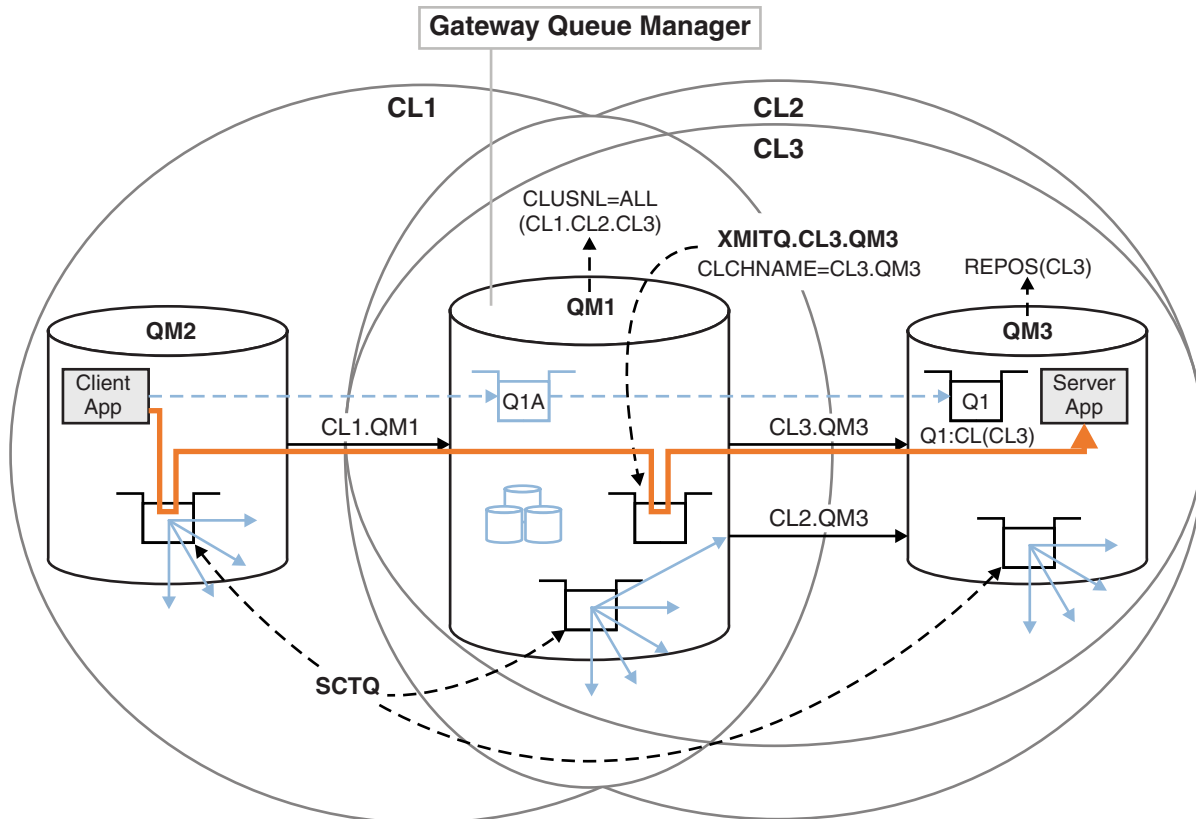 Gateway Queue Manager
CL1
CL2
CL3
CLUSNL=ALL
(CL1.CL2.CL3)
XMITQ.CL3.QM3
CLCHNAME=CL3.QM3
REPOS(CL3)
QM2
QM1
QM3
Client
App
Q1A
Q1
Server
App
CL1.QM1
CL3.QM3
Q1:CL(CL3)
CL2.QM3
SCTQ